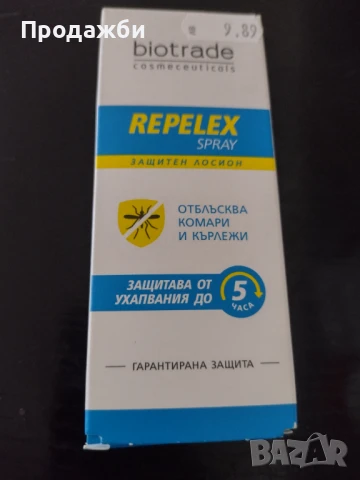 Продажби
9.89
biotrade
cosmeceuticals
REPELEX
SPRAY
ЗАЩИТЕН ЛОСИОН
ОТБЛЪСКВА
КОМАРИ
И КЪРЛЕЖИ
ЗАЩИТАВА ОТ
УХАПВАНИЯ ДО
5
ЧАСА
ГАРАНТИРАНА ЗАЩИТА
BAZAR